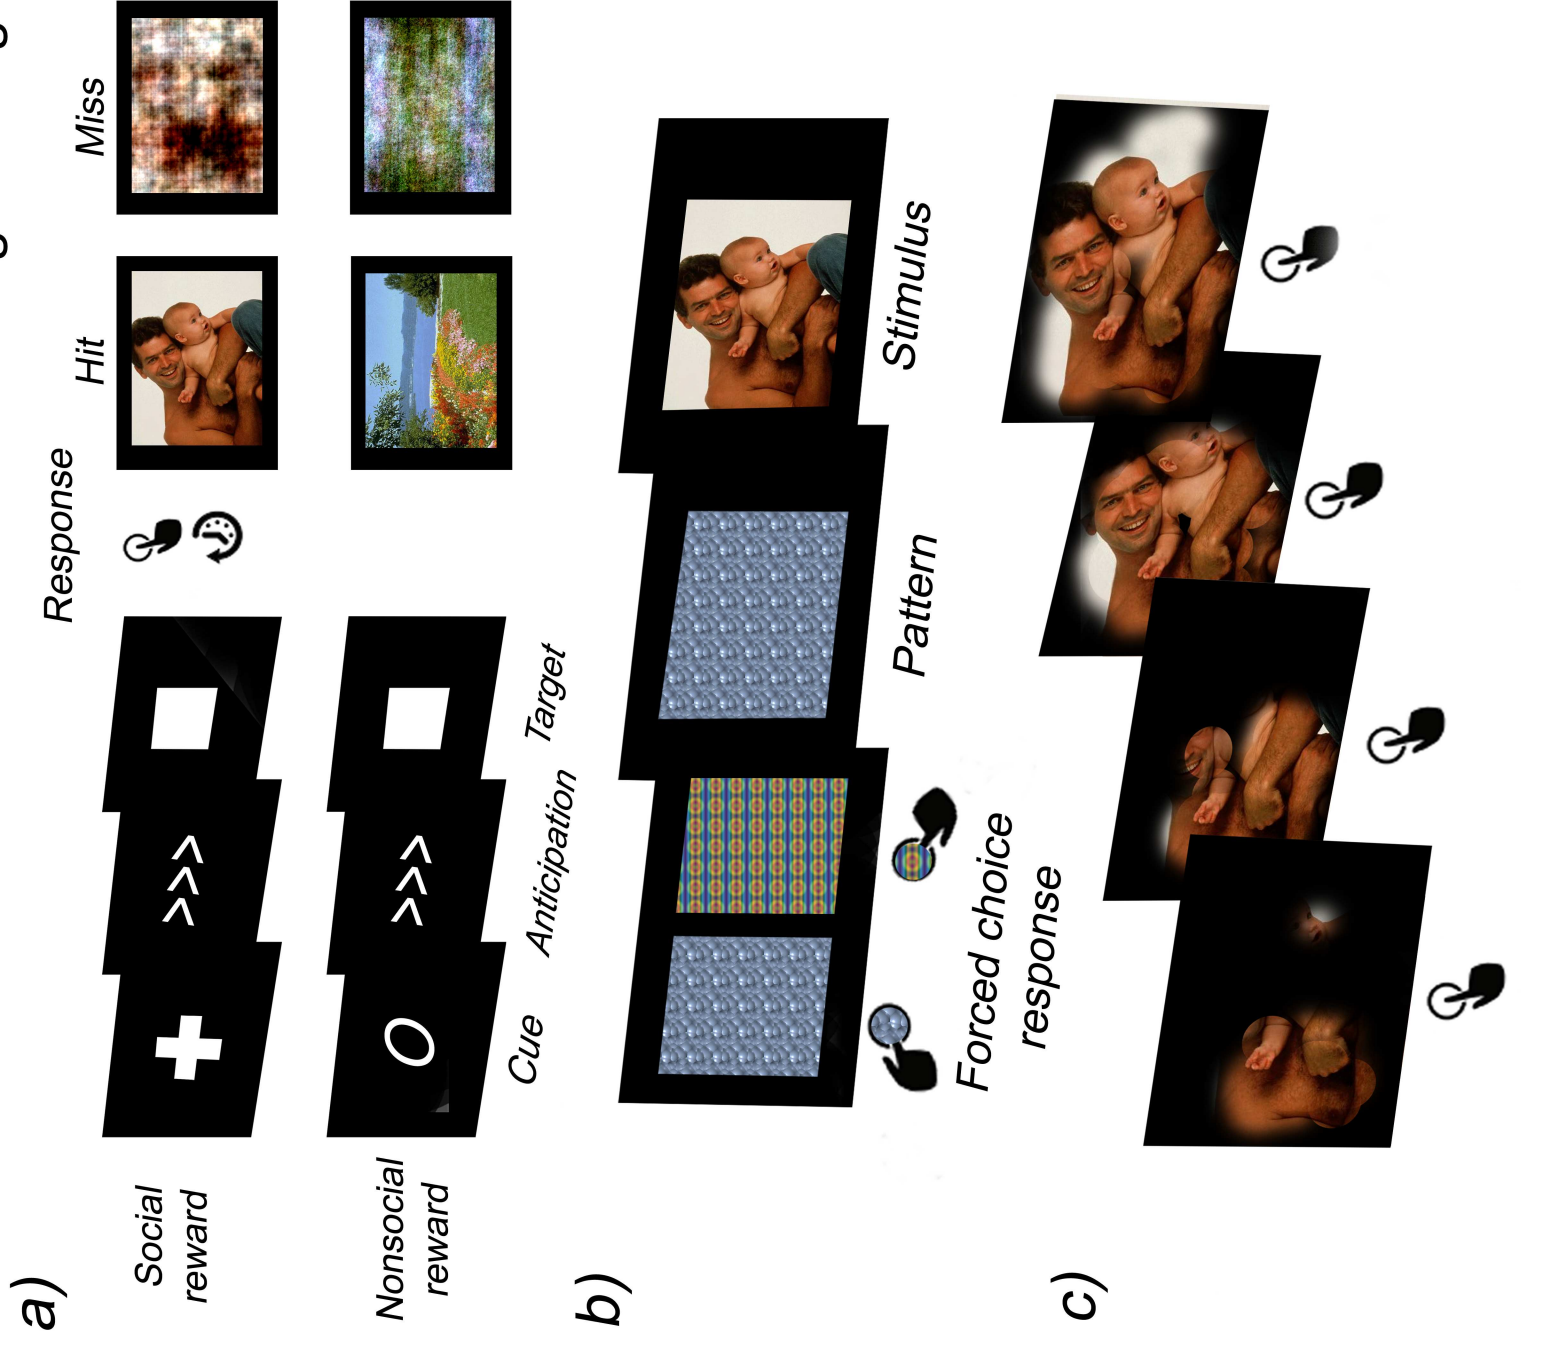 a)
Response
Hit
Miss
Social
reward
Nonsocial
reward
Cue
Anticipation
Target
b)
Forced choice
response
Pattern
Stimulus
c)